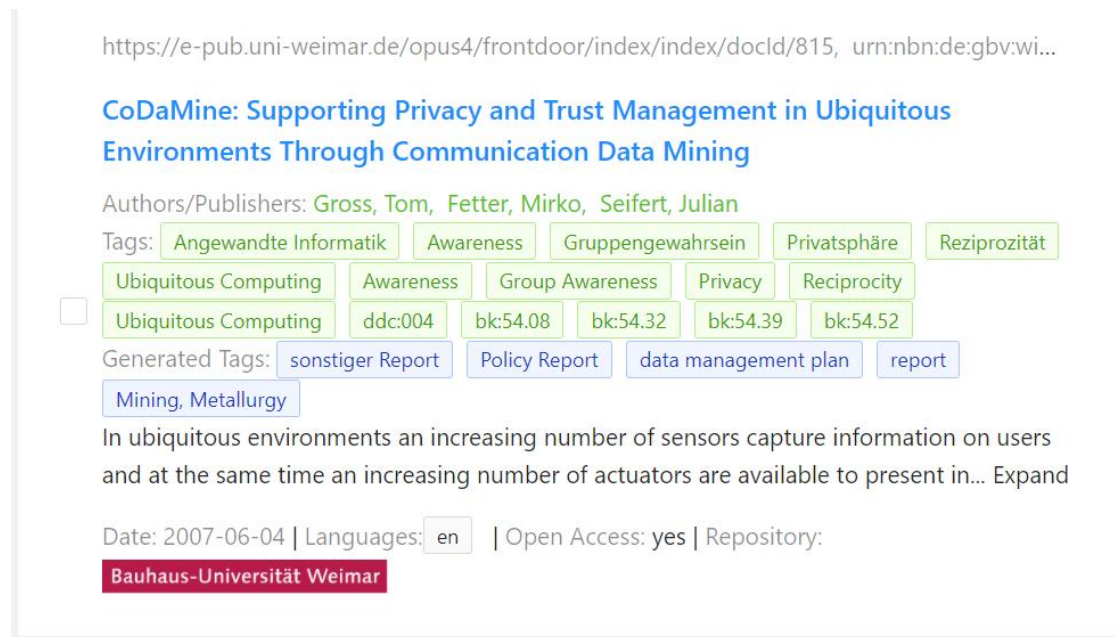 https://e-pub.uni-weimar.de/opus4/frontdoor/index/index/docId/815, urn:nbn:de:gbv:wi...
CoDaMine: Supporting Privacy and Trust Management in Ubiquitous
Environments Through Communication Data Mining
Authors/Publishers: Gross, Tom, Fetter, Mirko, Seifert, Julian
Tags: Angewandte Informatik Awareness Gruppengewahrsein Privatsphäre Reziprozität
Ubiquitous Computing Awareness Group Awareness Privacy Reciprocity
Ubiquitous Computing ddc:004 bk:54.08 bk:54.32 bk:54.39 bk:54.52
Generated Tags: sonstiger Report Policy Report data management plan report
Mining, Metallurgy
In ubiquitous environments an increasing number of sensors capture information on users
and at the same time an increasing number of actuators are available to present in... Expand
Date: 2007-06-04 | Languages: en | Open Access: yes | Repository:
Bauhaus-Universität Weimar